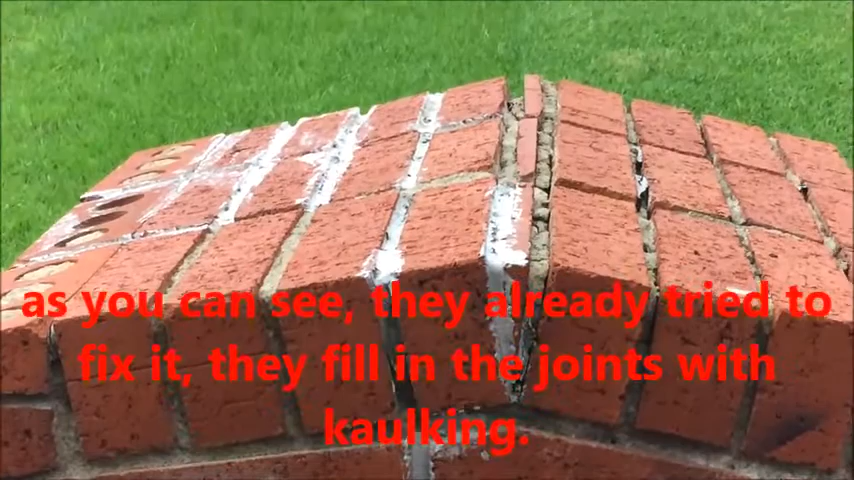 as you can see, they already tried to
fix it, they fill in the joints with
kaulking.